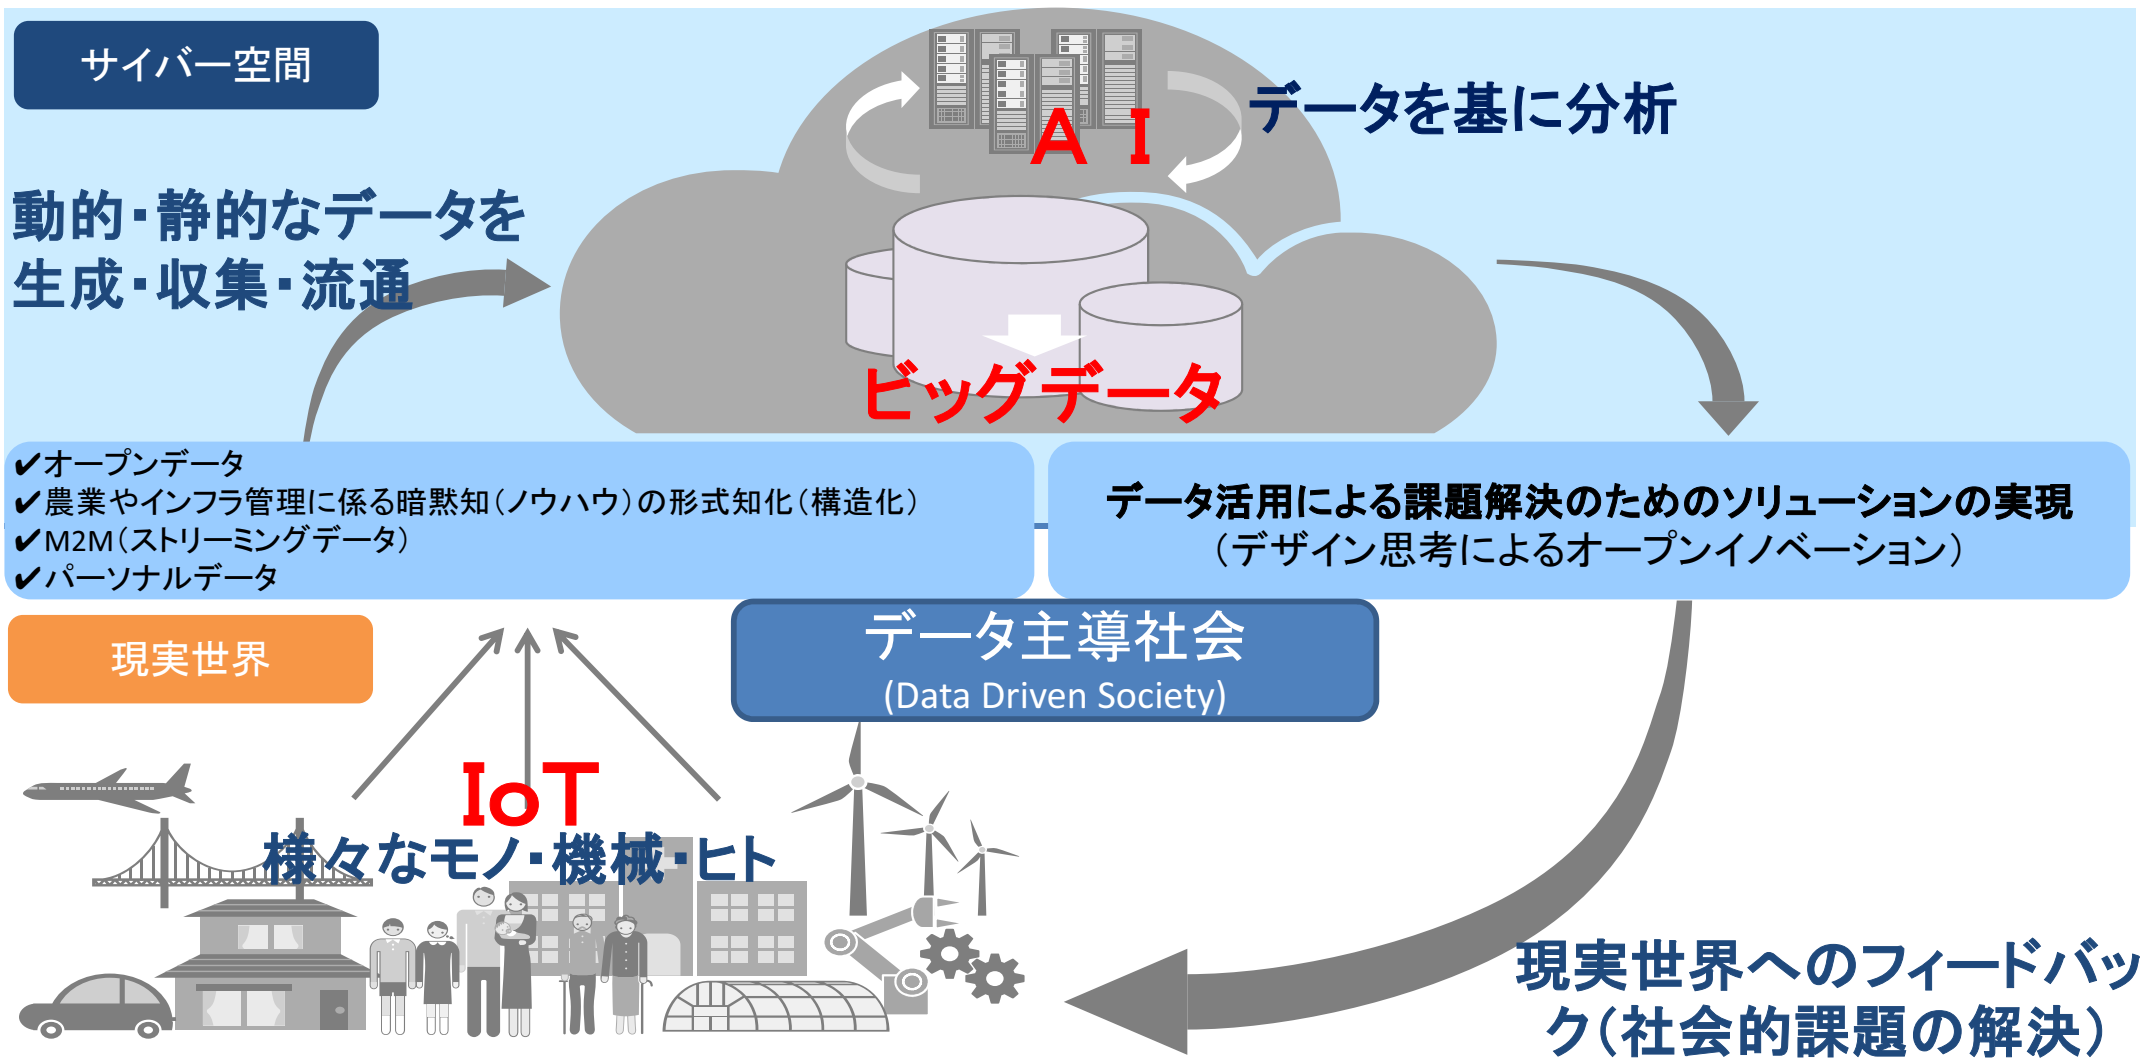 サイバー空間
データを基に分析
ＡＩ
動的・静的なデータを
生成・収集・流通
ビッグデータ
✔オープンデータ
✔農業やインフラ管理に係る暗黙知（ノウハウ）の形式知化（構造化）
✔M2M（ストリーミングデータ）
✔パーソナルデータ
データ活用による課題解決のためのソリューションの実現
（デザイン思考によるオープンイノベーション）
現実世界
データ主導社会
(Data Driven Society)
IoT
様々なモノ・機械・ヒト
現実世界へのフィードバッ
ク（社会的課題の解決）